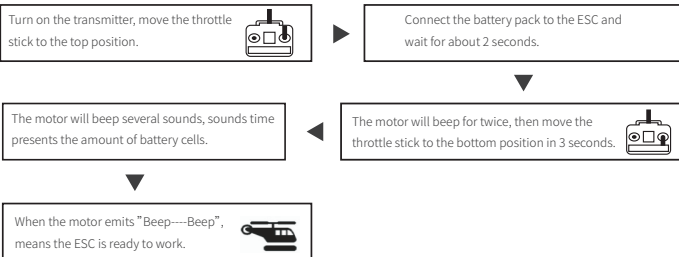 Turn on the transmitter, move the throttle
stick to the top position.
Connect the battery pack to the ESC and
wait for about 2 seconds.
The motor will beep for twice, then move the
throttle stick to the bottom position in 3 seconds.
The motor will beep several sounds, sounds time
presents the amount of battery cells.
When the motor emits "Beep----Beep",
means the ESC is ready to work.